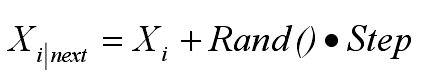 X_{i|next} = X_i + Rand() • Step